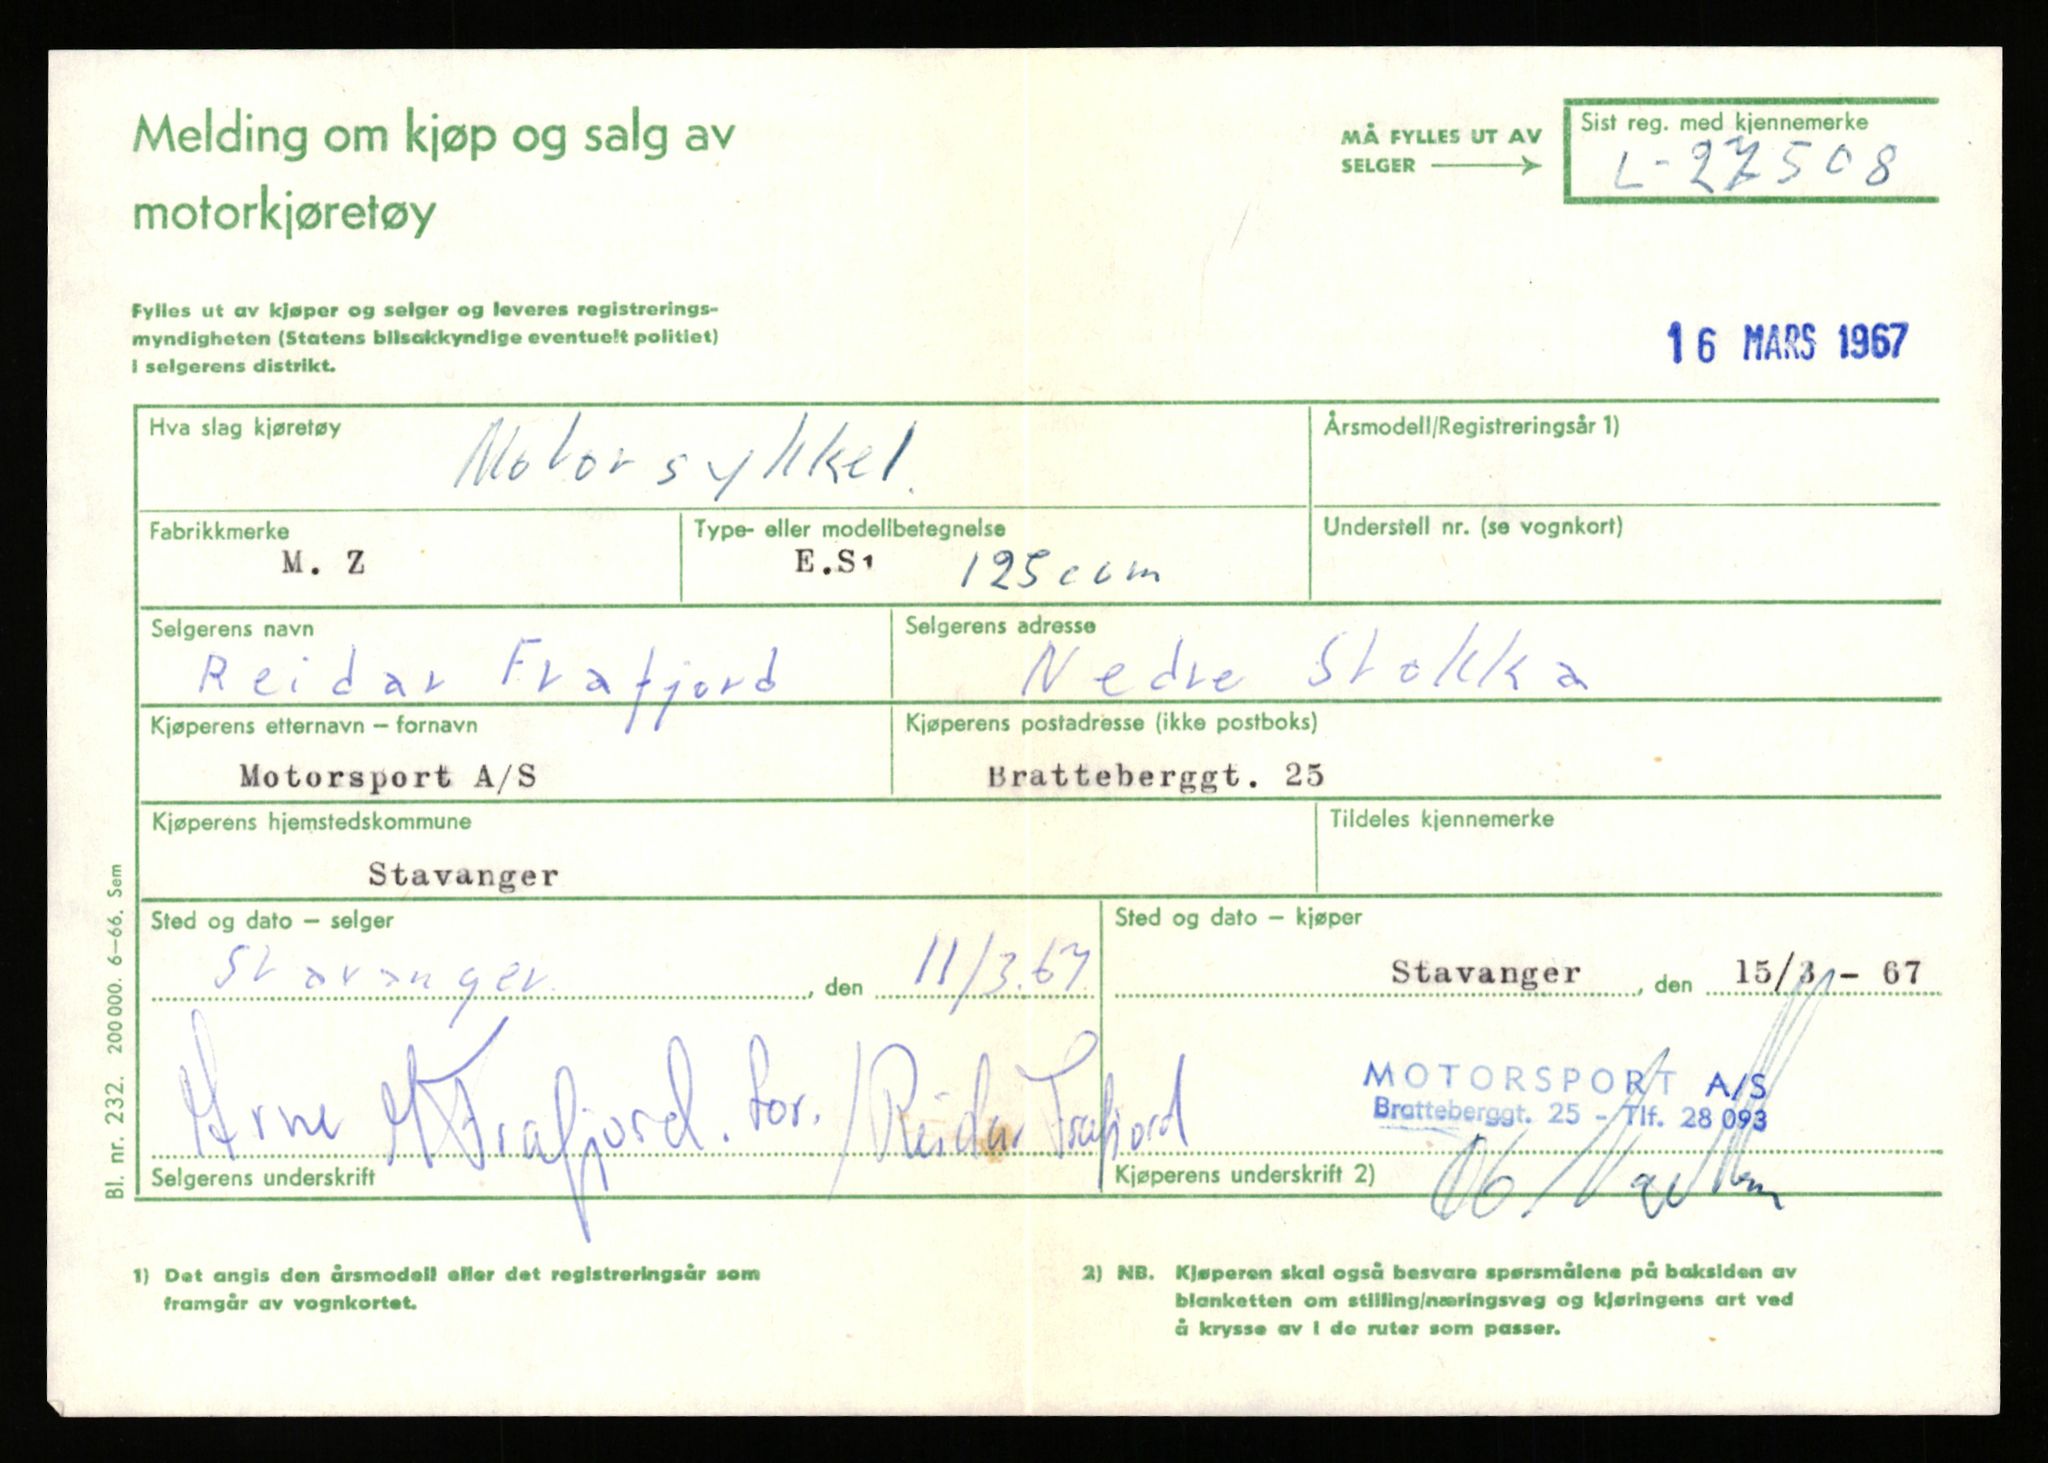 Melding om kjøp og salg av
motorkjøretøy
MÅ FYLLES UT AV
SELGER
Sist reg. med kjennemerke
L-27508
Fylles ut av kjøper og selger og leveres registrerings-
myndigheten (Statens bilsakkyndige eventuelt politiet)
i selgerens distrikt.
16 MARS 1967
Hva slag kjøretøy
Motorsykkel.
Årsmodell/Registreringsår 1)
Fabrikkmerke
M. Z
Type- eller modellbetegnelse
E.S1 125 ccm
Understell nr. (se vognkort)
Selgerens navn
Reidar Frafjord
Selgerens adresse
Nedre Stokka
Kjøperens etternavn – fornavn
Motorsport A/S
Kjøperens postadresse (ikke postboks)
Bratteberggt. 25
Kjøperens hjemstedskommune
Stavanger
Tildeles kjennemerke
Sted og dato – selger
Stavanger. , den 11/3.67
Sted og dato – kjøper
Stavanger , den 15/3 – 67
Arne M Frafjord. for. / Reidar Frafjord
Selgerens underskrift
MOTORSPORT A/S
Bratteberggt. 25 – Tlf. 28 093
Kjøperens underskrift 2)
Bl. nr. 232. 200 000. 6–66. Sem
1) Det angis den årsmodell eller det registreringsår som
framgår av vognkortet.
2) NB. Kjøperen skal også besvare spørsmålene på baksiden av
blanketten om stilling/næringsveg og kjøringens art ved
å krysse av i de ruter som passer.